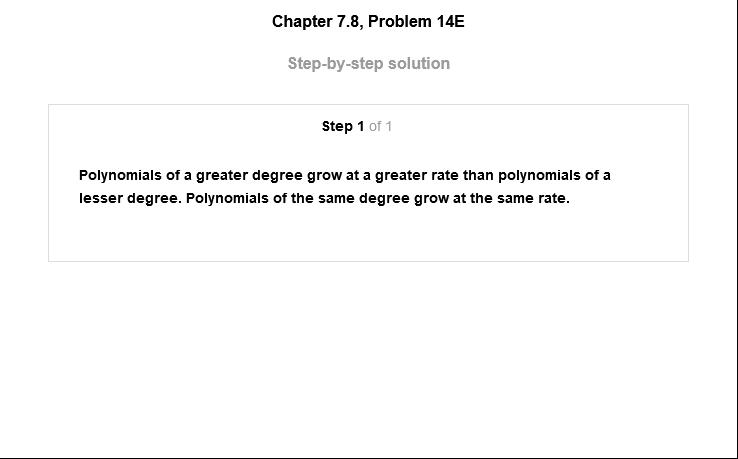 Chapter 7.8, Problem 14E
Step-by-step solution
Step 1 of 1
Polynomials of a greater degree grow at a greater rate than polynomials of a
lesser degree. Polynomials of the same degree grow at the same rate.